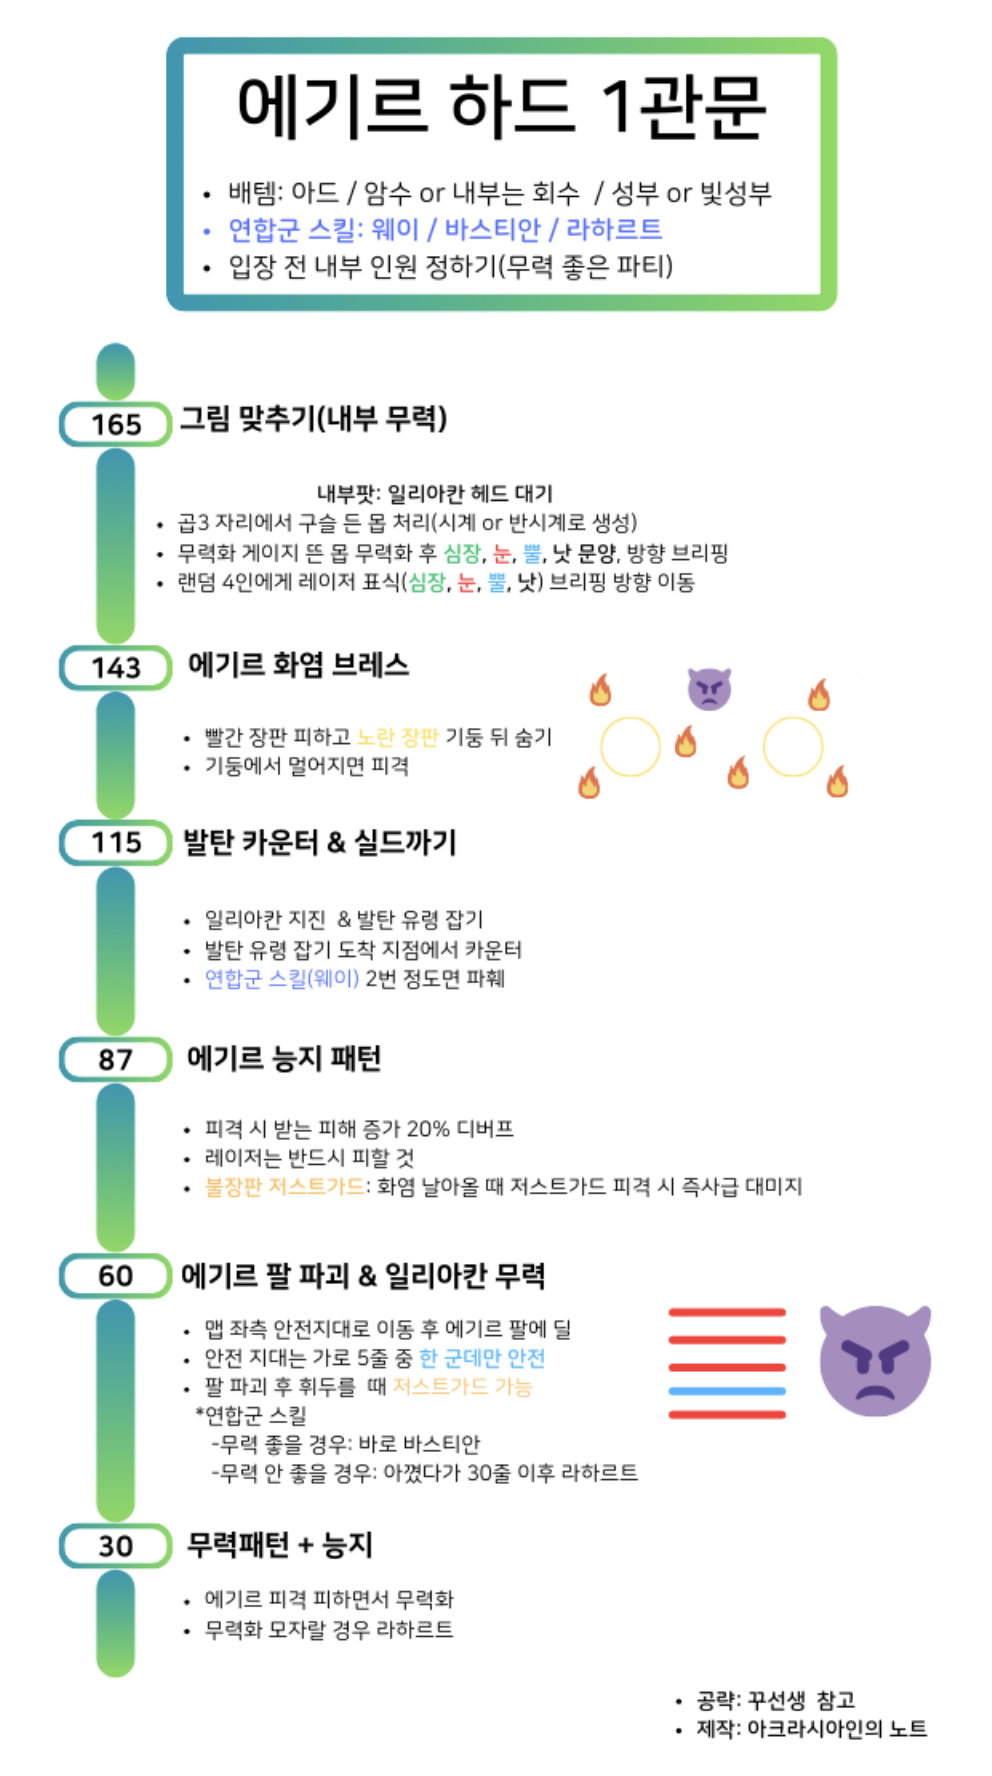 에기르 하드 1관문
• 배템: 아드 / 암수 or 내부는 회수 / 성부 or 빛성부
• 연합군 스킬: 웨이 / 바스티안 / 라하르트
• 입장 전 내부 인원 정하기(무력 좋은 파티)
165 그림 맞추기(내부 무력)
내부팟: 일리아칸 헤드 대기
• 곱3 자리에서 구슬 든 몹 처리(시계 or 반시계로 생성)
• 무력화 게이지 뜬 몹 무력화 후 심장, 눈, 뿔, 낫 문양, 방향 브리핑
• 랜덤 4인에게 레이저 표식(심장, 눈, 뿔, 낫) 브리핑 방향 이동
143 에기르 화염 브레스
• 빨간 장판 피하고 노란 장판 기둥 뒤 숨기
• 기둥에서 멀어지면 피격
115 발탄 카운터 & 실드까기
• 일리아칸 지진 & 발탄 유령 잡기
• 발탄 유령 잡기 도착 지점에서 카운터
• 연합군 스킬(웨이) 2번 정도면 파훼
87 에기르 능지 패턴
• 피격 시 받는 피해 증가 20% 디버프
• 레이저는 반드시 피할 것
• 불장판 저스트가드: 화염 날아올 때 저스트가드 피격 시 즉사급 대미지
60 에기르 팔 파괴 & 일리아칸 무력
• 맵 좌측 안전지대로 이동 후 에기르 팔에 딜
• 안전 지대는 가로 5줄 중 한 군데만 안전
• 팔 파괴 후 휘두를 때 저스트가드 가능
*연합군 스킬
-무력 좋을 경우: 바로 바스티안
-무력 안 좋을 경우: 아꼈다가 30줄 이후 라하르트
30 무력패턴 + 능지
• 에기르 피격 피하면서 무력화
• 무력화 모자랄 경우 라하르트
• 공략: 꾸선생 참고
• 제작: 아크라시아인의 노트